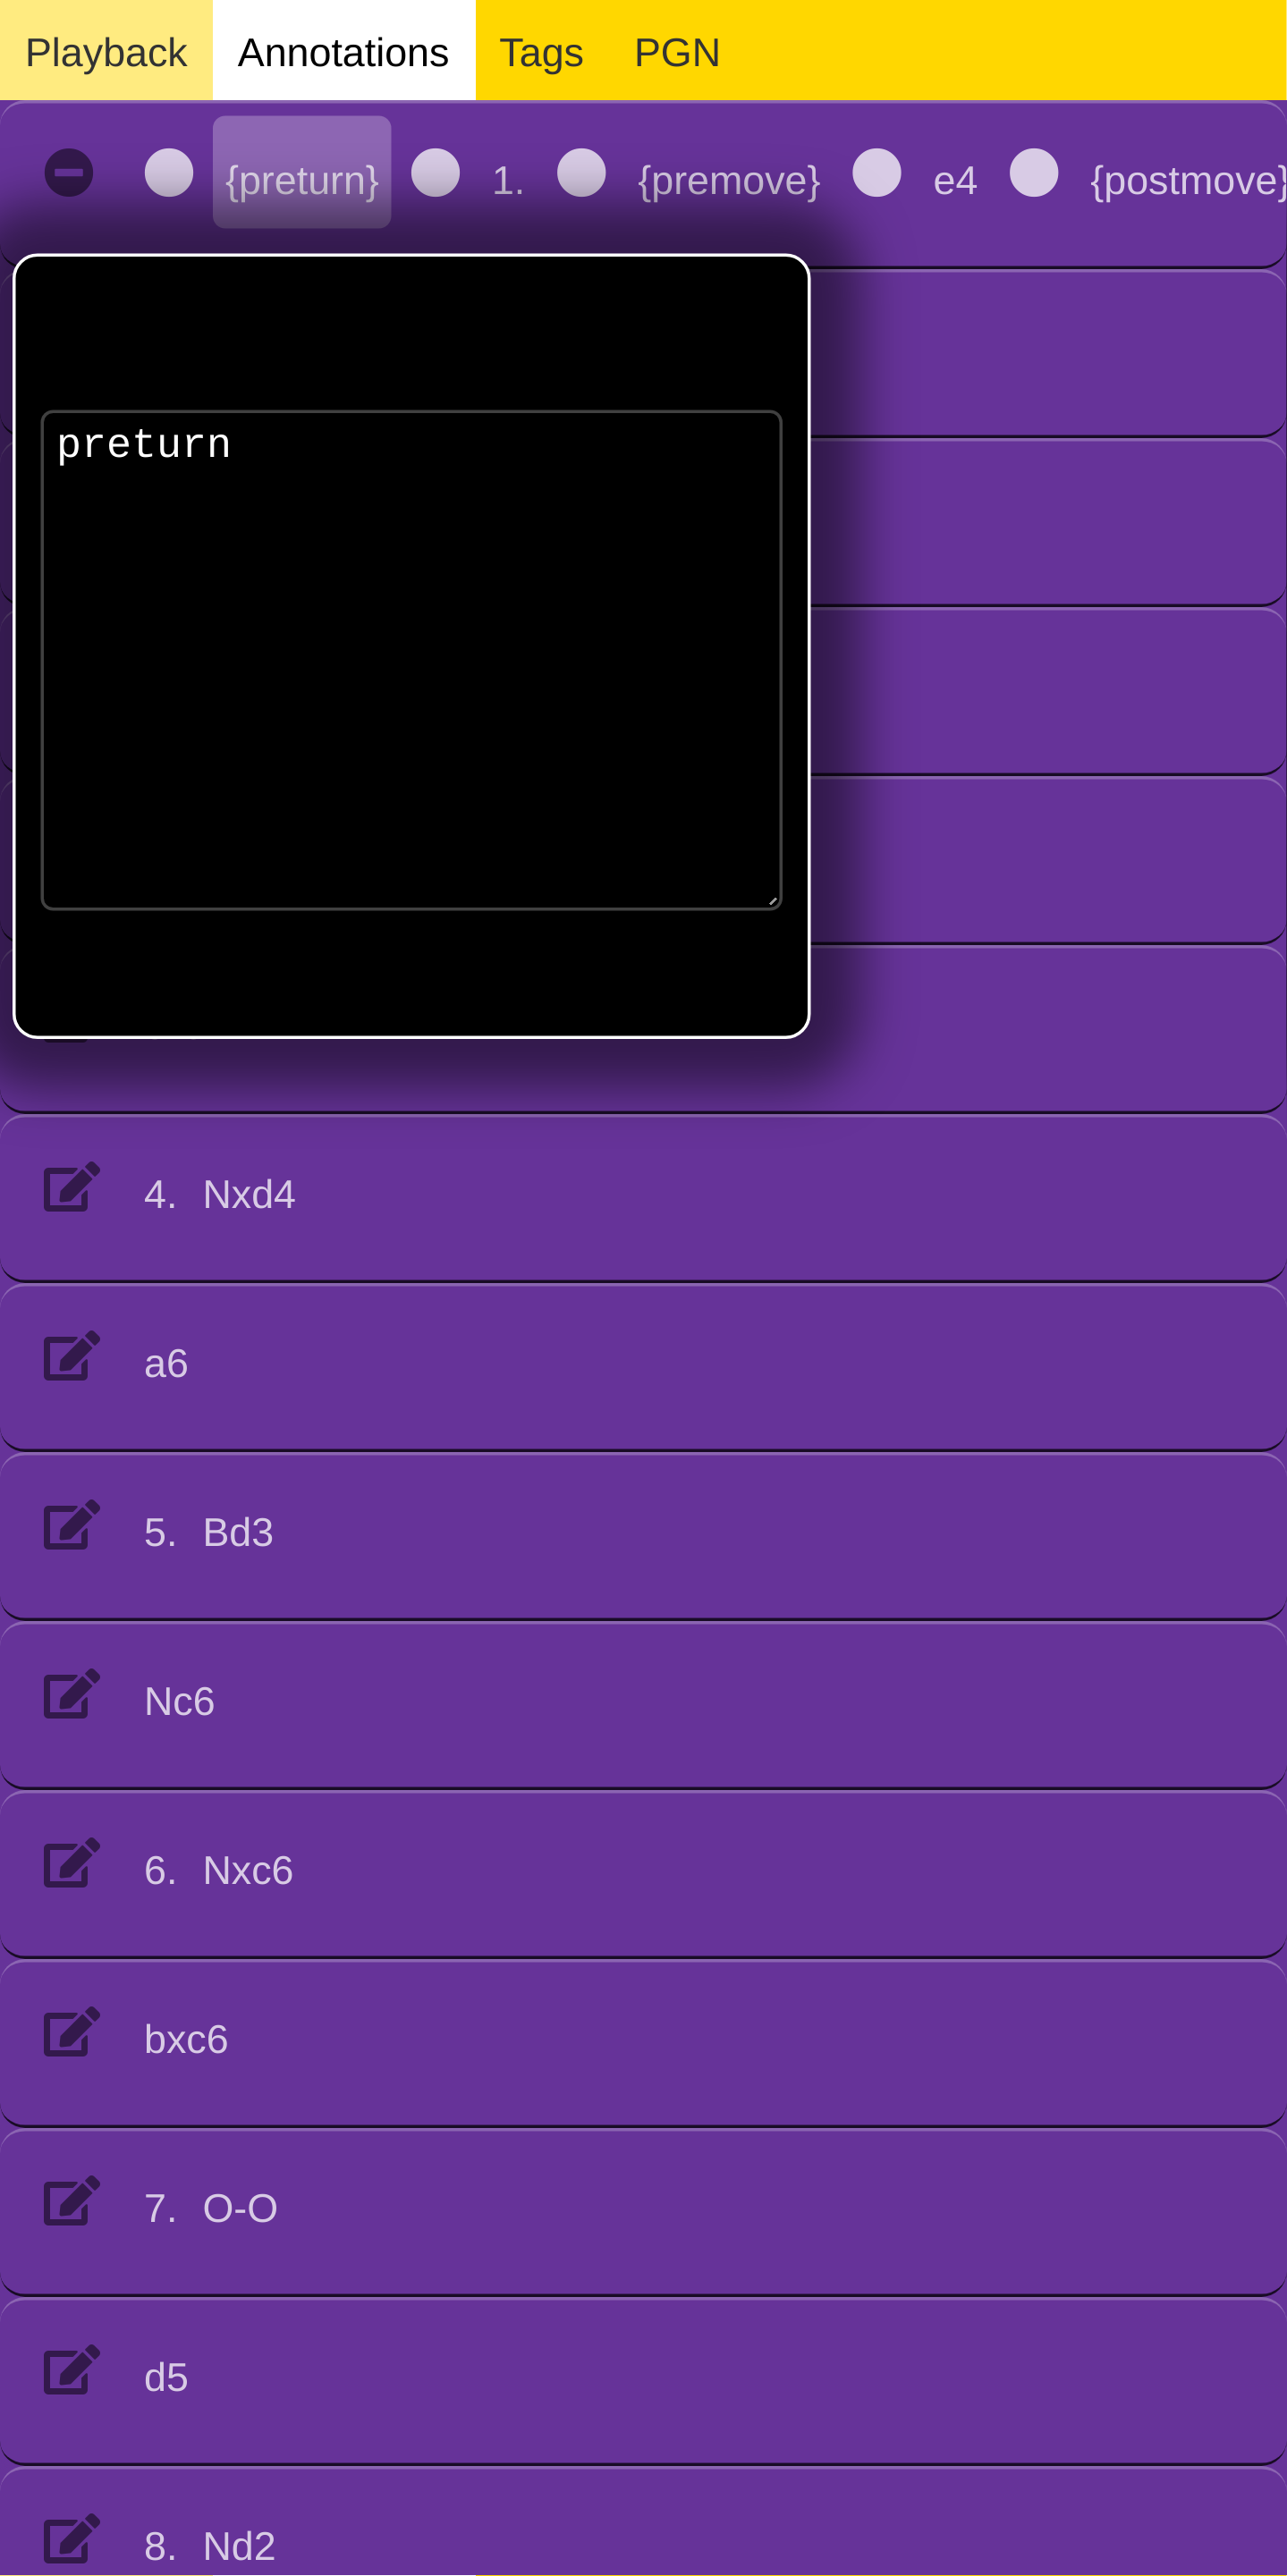 Playback Annotations Tags PGN
{preturn} 1. {premove} e4 {postmove}
preturn
4. Nxd4
a6
5. Bd3
Nc6
6. Nxc6
bxc6
7. O-O
d5
8. Nd2